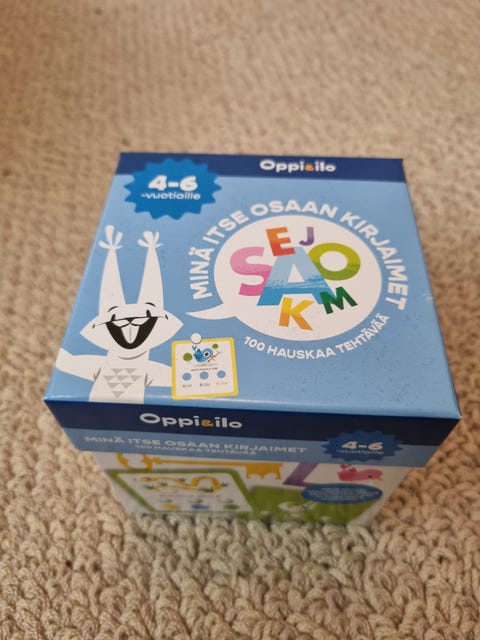 Oppi&ilo
4-6
-vuotiaille
MINÄ ITSE OSAAN KIRJAIMET
E J
S A O
K M
100 HAUSKAA TEHTÄVÄÄ
Oppi&ilo
MINÄ ITSE OSAAN KIRJAIMET
100 HAUSKAA TEHTÄVÄÄ
4-6
-vuotiaille